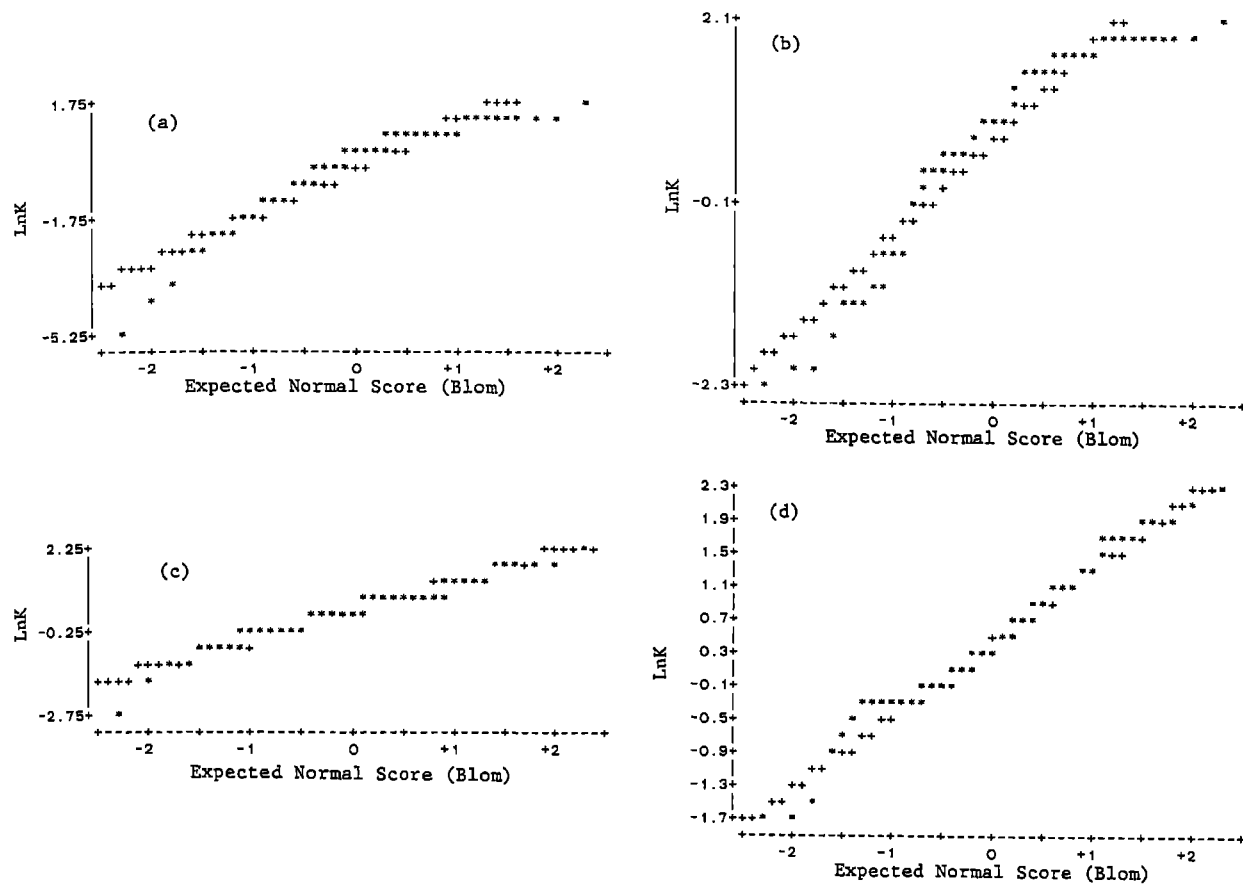 (a)
1.75
-1.75
-5.25
LnK
-2 -1 0 +1 +2
Expected Normal Score (Blom)
(b)
2.1
-0.1
-2.3
LnK
-2 -1 0 +1 +2
Expected Normal Score (Blom)
(c)
2.25
-0.25
-2.75
LnK
-2 -1 0 +1 +2
Expected Normal Score (Blom)
(d)
2.3
1.9
1.5
1.1
0.7
0.3
-0.1
-0.5
-0.9
-1.3
-1.7
LnK
-2 -1 0 +1 +2
Expected Normal Score (Blom)